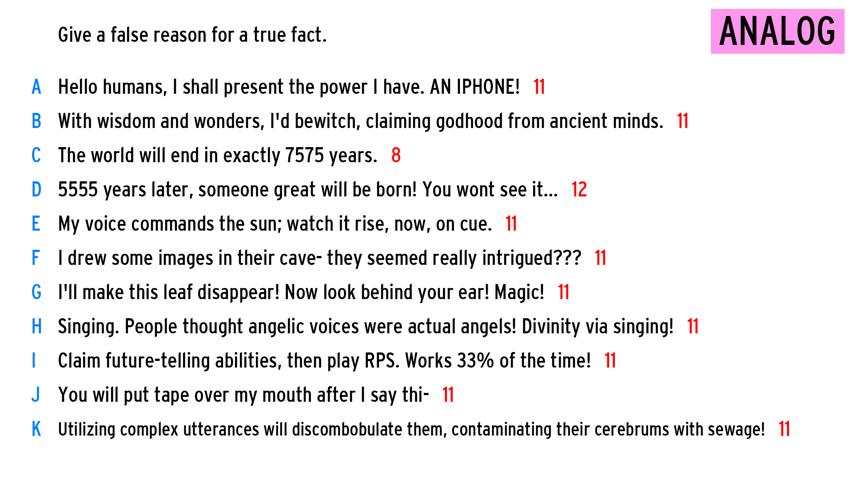 Give a false reason for a true fact.
ANALOG
A Hello humans, I shall present the power I have. AN IPHONE! 11
B With wisdom and wonders, I'd bewitch, claiming godhood from ancient minds. 11
C The world will end in exactly 7575 years. 8
D 5555 years later, someone great will be born! You wont see it... 12
E My voice commands the sun; watch it rise, now, on cue. 11
F I drew some images in their cave- they seemed really intrigued??? 11
G I'll make this leaf disappear! Now look behind your ear! Magic! 11
H Singing. People thought angelic voices were actual angels! Divinity via singing! 11
I Claim future-telling abilities, then play RPS. Works 33% of the time! 11
J You will put tape over my mouth after I say thi- 11
K Utilizing complex utterances will discombobulate them, contaminating their cerebrums with sewage! 11